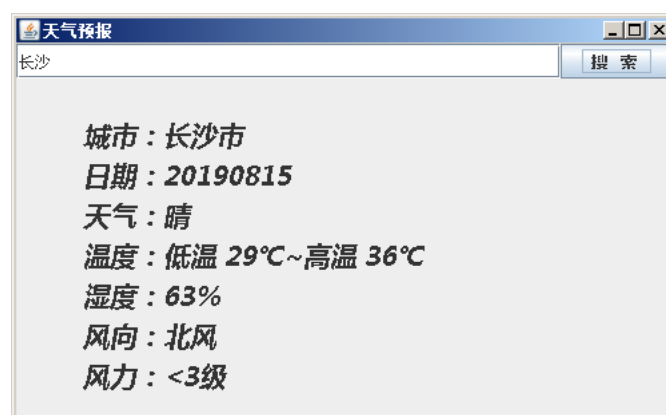 天气预报
长沙
搜 索
城市：长沙市
日期：20190815
天气：晴
温度：低温 29℃~高温 36℃
湿度：63%
风向：北风
风力：<3级